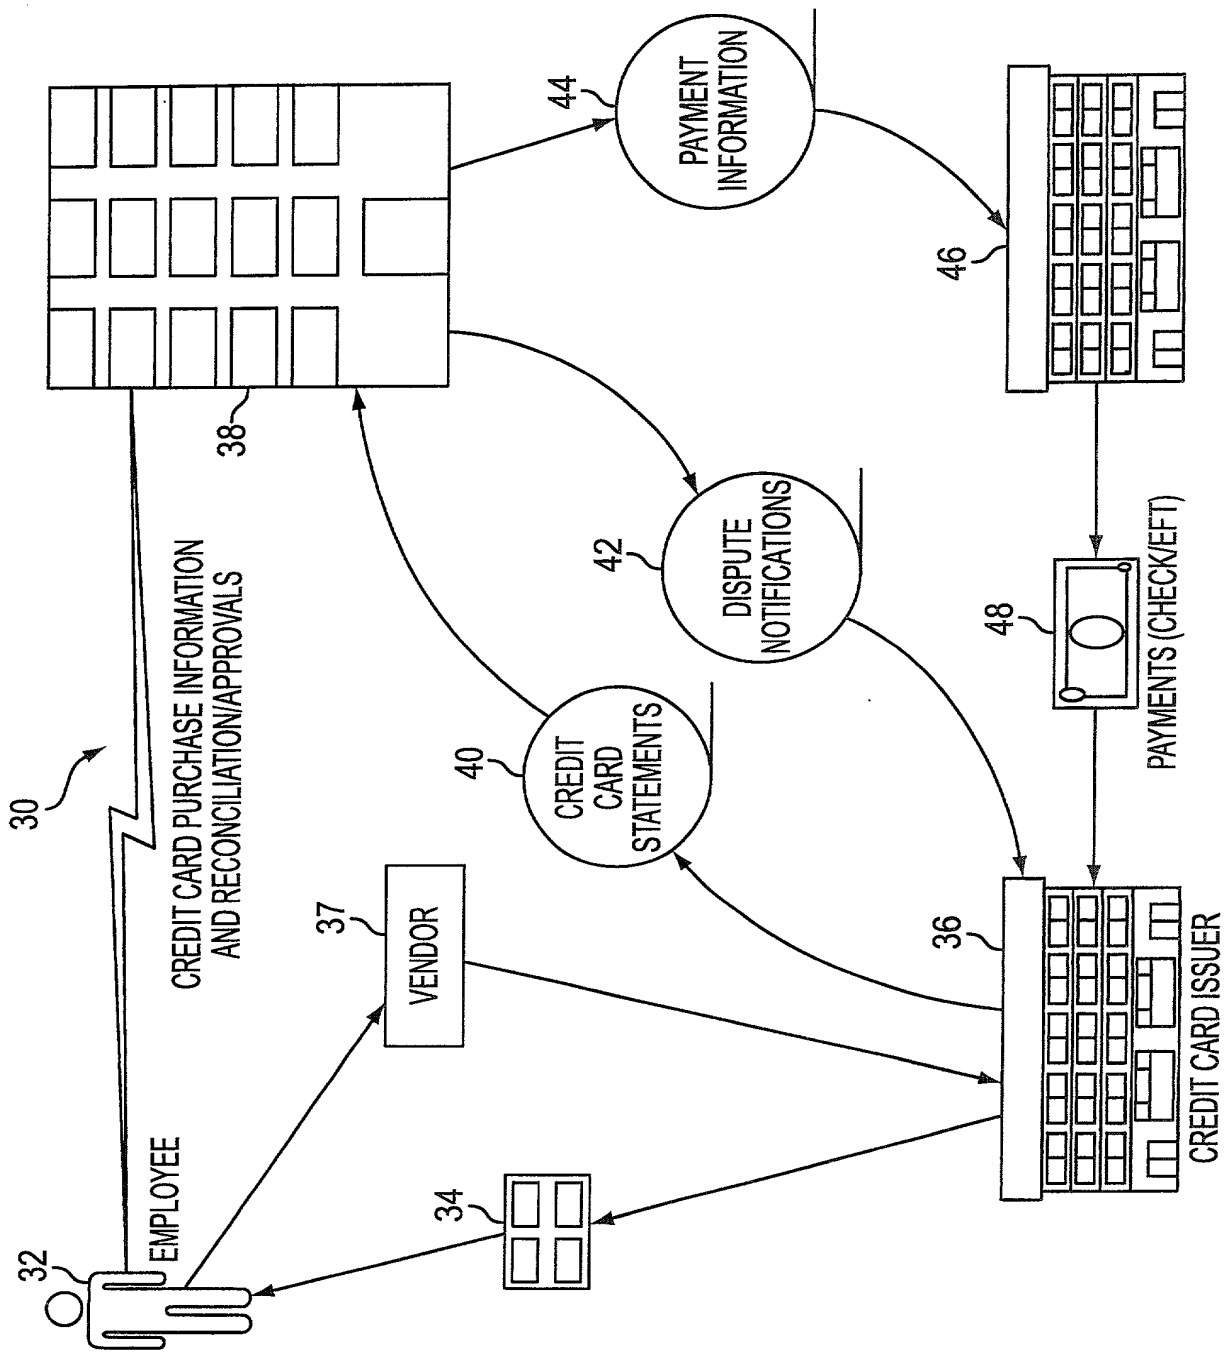 30
32
EMPLOYEE
CREDIT CARD PURCHASE INFORMATION
AND RECONCILIATION/APPROVALS
38
37
VENDOR
34
40
CREDIT
CARD
STATEMENTS
42
DISPUTE
NOTIFICATIONS
44
PAYMENT
INFORMATION
36
CREDIT CARD ISSUER
48
PAYMENTS (CHECK/EFT)
46